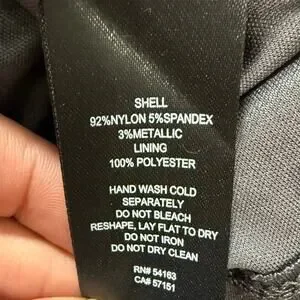 SHELL
92%NYLON 5%SPANDEX
3%METALLIC
LINING
100% POLYESTER
HAND WASH COLD
SEPARATELY
DO NOT BLEACH
RESHAPE, LAY FLAT TO DRY
DO NOT IRON
DO NOT DRY CLEAN
RN# 54163
CA# 57151